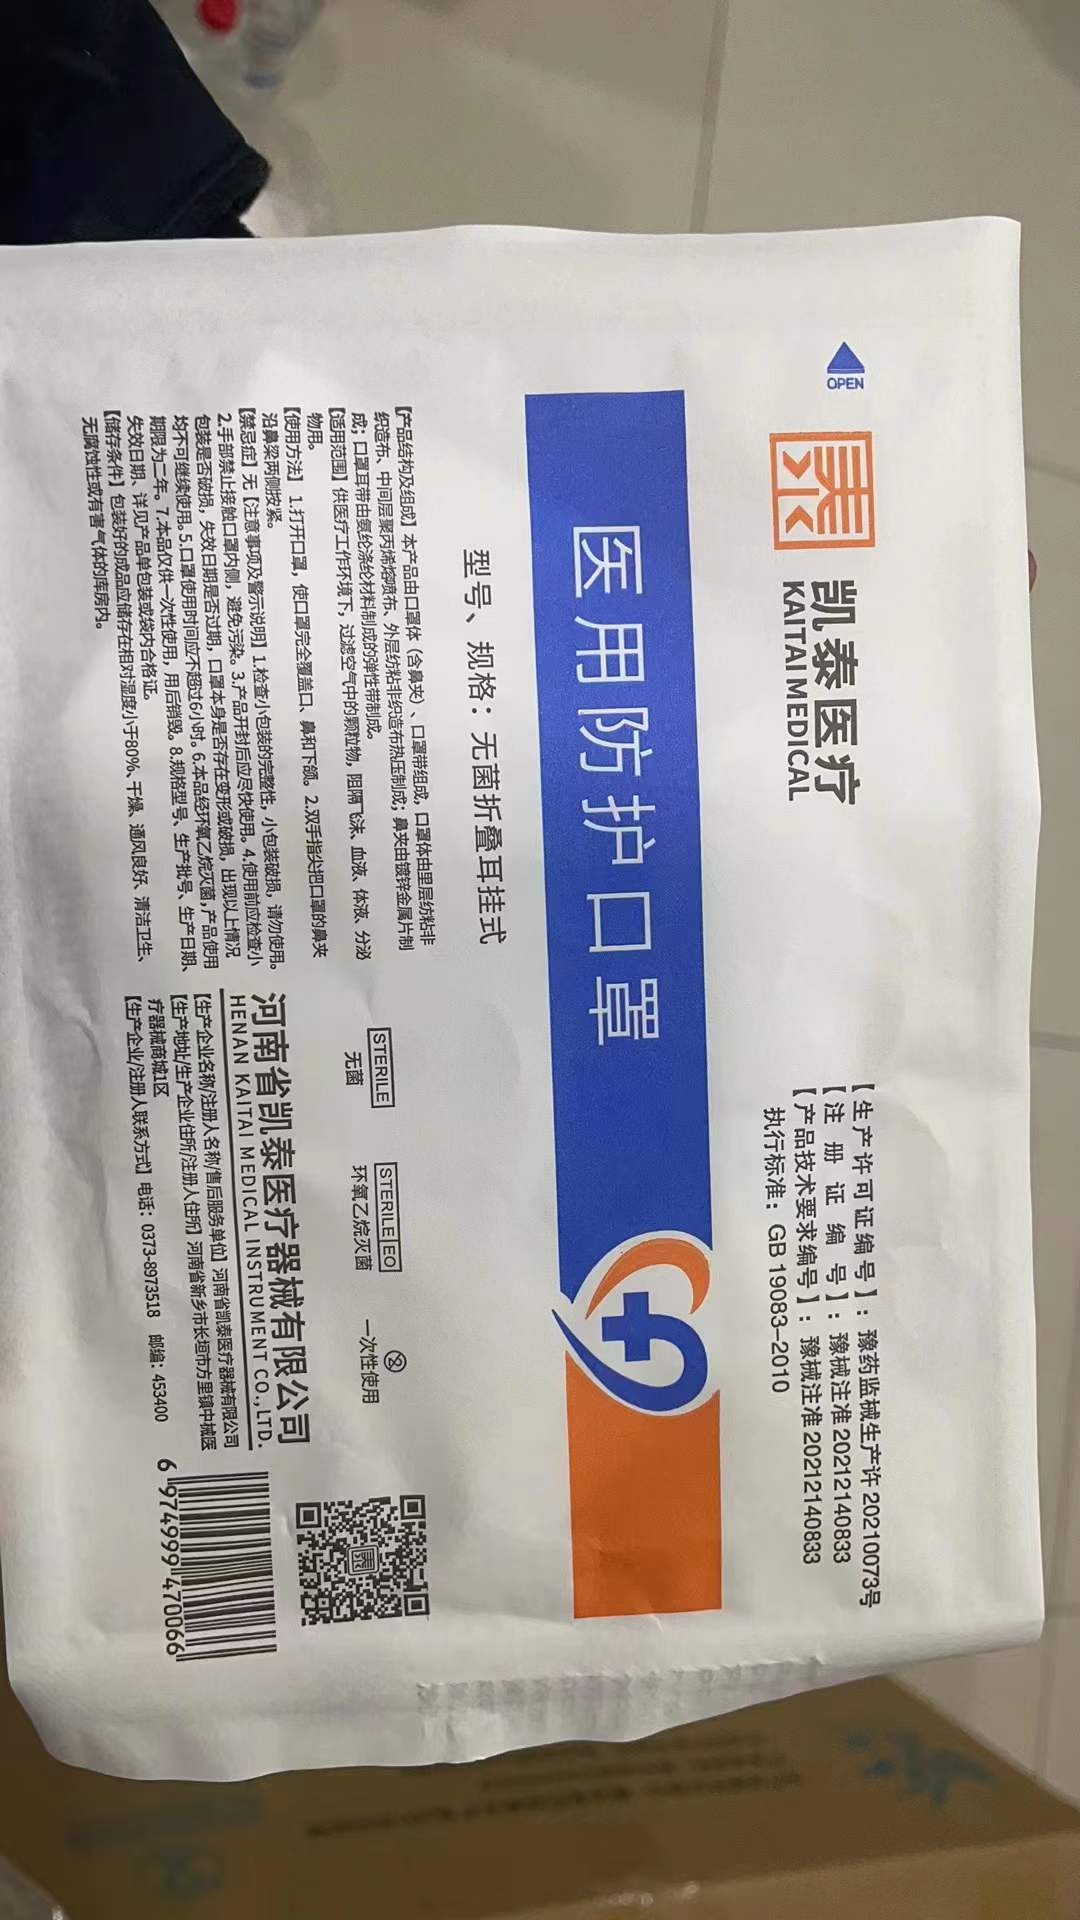 OPEN
凯泰医疗
KAITAI MEDICAL
【生产许可证编号】：豫药监械生产许 20210073号
【注册证编号】：豫械注准 20212140833
【产品技术要求编号】：豫械注准 20212140833
执行标准：GB 19083-2010
医用防护口罩
型号、规格：无菌折叠耳挂式
【产品结构及组成】本产品由口罩体（含鼻夹）、口罩带组成，口罩体由里层纺粘非
织造布、中间层聚丙烯熔喷布、外层纺粘非织造布热压制成；鼻夹由镀锌金属片制
成；口罩耳带由氨纶涤纶材料制成的弹性带制成。
【适用范围】供医疗工作环境下，过滤空气中的颗粒物，阻隔飞沫、血液、体液、分泌
物用。
【使用方法】 1.打开口罩，使口罩完全覆盖口、鼻和下颌。2.双手指尖把口罩的鼻夹
沿鼻梁两侧按紧。
【禁忌症】无【注意事项及警示说明】1.检查小包装的完整性，小包装破损，请勿使用。
2.手部禁止接触口罩内侧，避免污染。3.产品开封后应尽快使用。4.使用前应检查小
包装是否破损，失效日期是否过期，口罩本身是否存在变形或破损，出现以上情况
均不可继续使用。5.口罩使用时间应不超过6小时。6.本品经环氧乙烷灭菌，产品使用
期限为二年。7.本品仅供一次性使用，用后销毁。8.规格型号、生产批号、生产日期、
失效日期、详见产品单包装或袋内合格证。
【储存条件】包装好的成品应储存在相对湿度小于80%、干燥、通风良好、清洁卫生、
无腐蚀性或有害气体的库房内。
STERILE
无菌
STERILE EO
环氧乙烷灭菌
2
一次性使用
河南省凯泰医疗器械有限公司
HENAN KAITAI MEDICAL INSTRUMENT CO.,LTD.
【生产企业名称/注册人名称/售后服务单位】河南省凯泰医疗器械有限公司
【生产地址/生产企业住所/注册人住所】河南省新乡市长垣市方里镇中械医
疗器械商城1区
【生产企业/注册人联系方式】电话：0373-8973518 邮编：453400
6 974999 470066